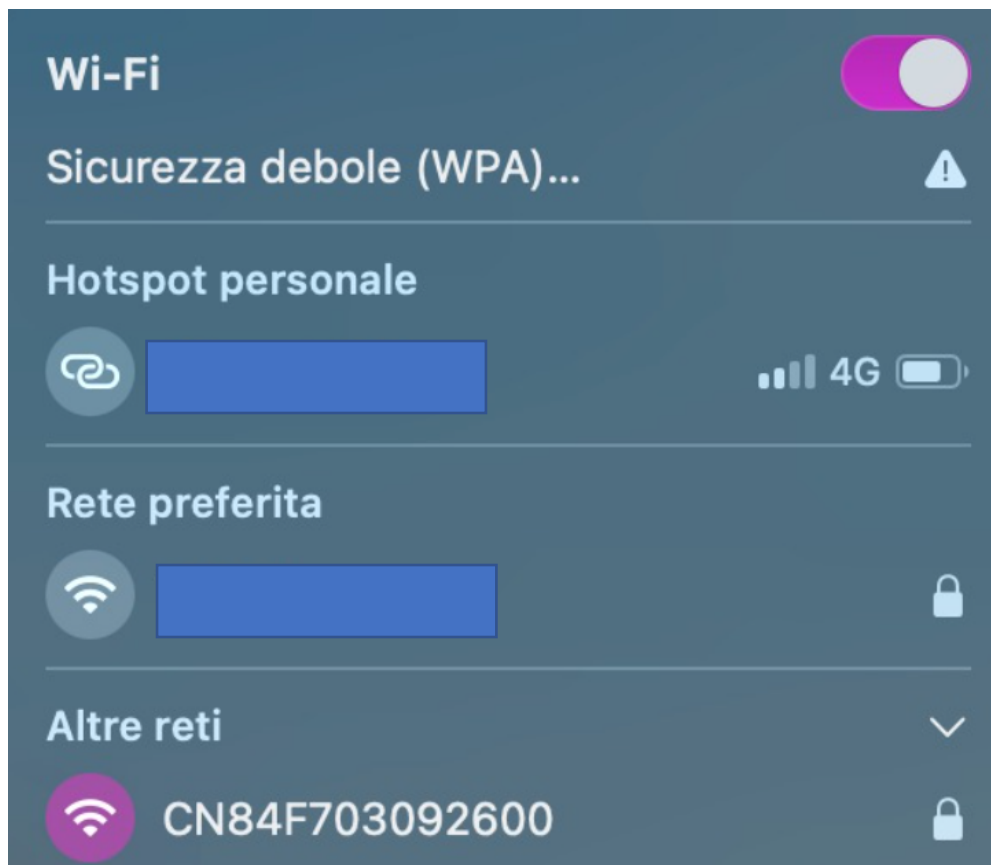 Wi-Fi
Sicurezza debole (WPA)...
Hotspot personale
4G
Rete preferita
Altre reti
CN84F703092600